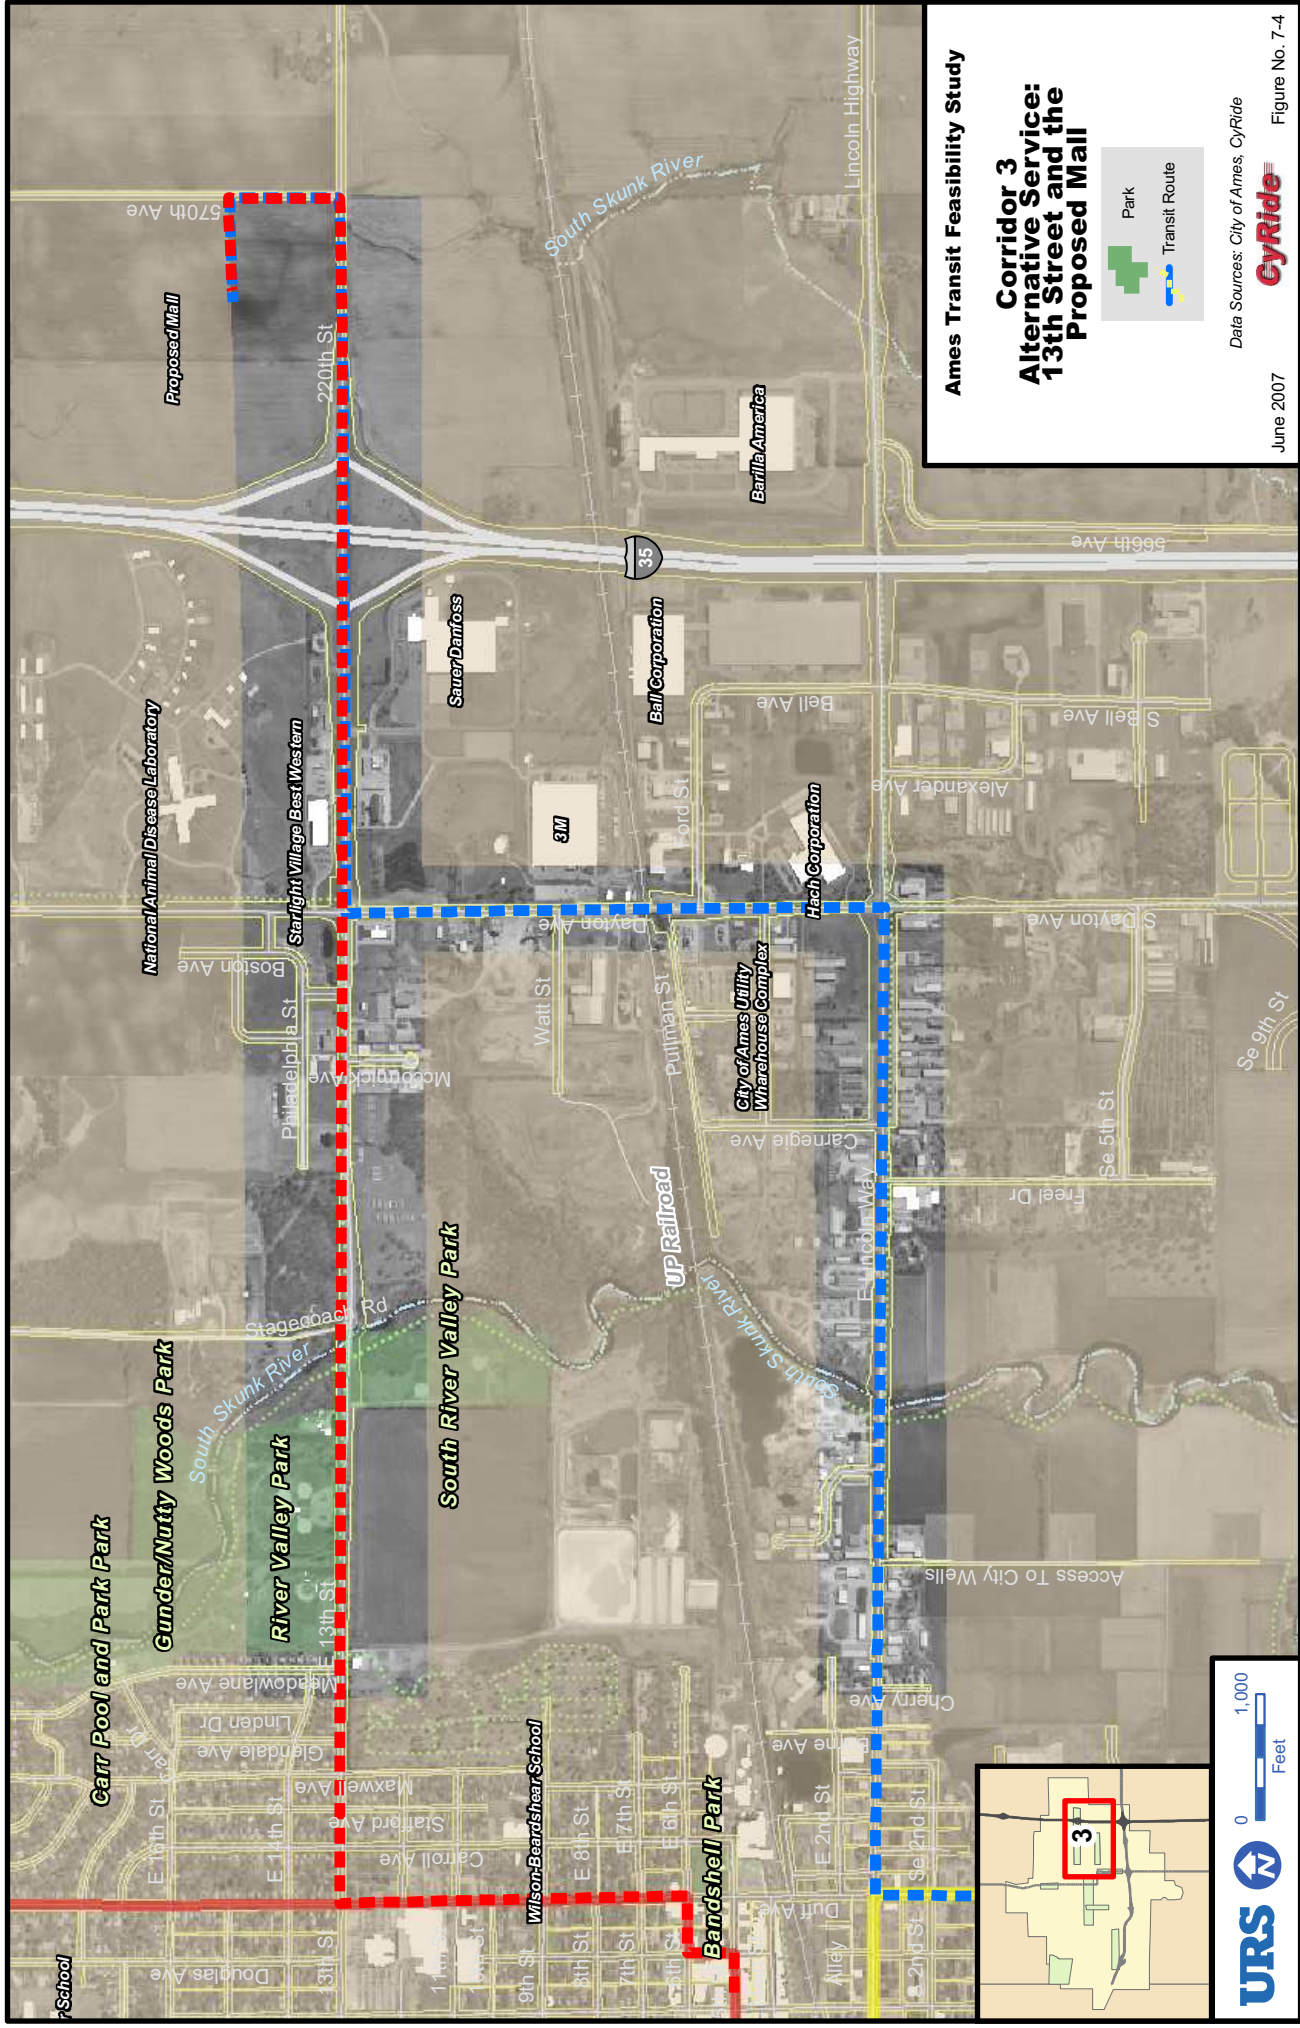 Ames Transit Feasibility Study
Corridor 3
Alternative Service:
13th Street and the
Proposed Mall
Park
Transit Route
Data Sources: City of Ames, CyRide
June 2007
CyRide
Figure No. 7-4
570th Ave
Proposed Mall
220th St
South Skunk River
Lincoln Highway
Barilla America
566th Ave
35
National Animal Disease Laboratory
Starlight Village Best Western
Sauer Danfoss
Ball Corporation
3M
Bell Ave
S Bell Ave
Ford St
Alexander Ave
Hach Corporation
Boston Ave
Dayton Ave
S Dayton Ave
Philadelphia St
Mccormick Ave
Watt St
Pullman St
City of Ames Utility
Wharehouse Complex
Carnegie Ave
Se 9th St
Se 5th St
Freel Dr
E Lincoln Way
UP Railroad
South Skunk River
Stagecoach Rd
South Skunk River
South River Valley Park
Gunder/Nutty Woods Park
River Valley Park
Carr Pool and Park Park
E 13th St
Access To City Wells
Meadowlane Ave
Linden Dr
Glendale Ave
Carr Dr
Maxwell Ave
Stafford Ave
Carroll Ave
E 16th St
E 14th St
Wilson-Beardshear School
E 8th St
E 7th St
E 6th St
E 2nd St
Cherry Ave
Se 2nd St
Bandshell Park
Duff Ave
Douglas Ave
13th St
9th St
8th St
7th St
6th St
Alley
S 2nd St
School
3
URS
N
0
1,000
Feet